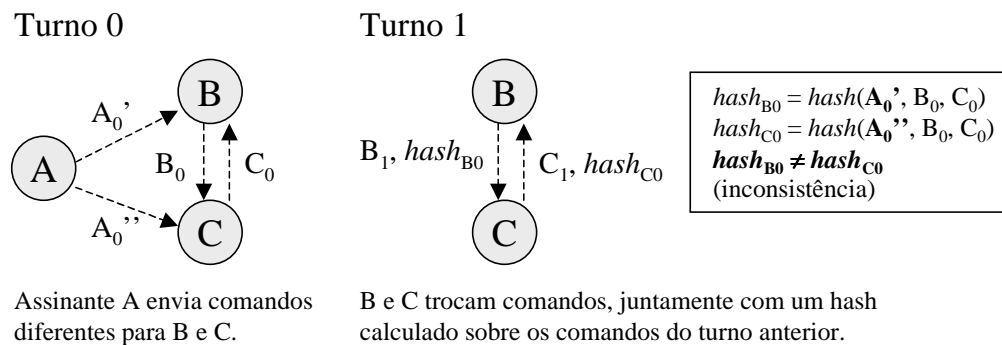 Turno 0
A
A₀’
A₀’’
B
B₀
C₀
C
Assinante A envia comandos
diferentes para B e C.
Turno 1
B
B₁, hash_B0
C₁, hash_C0
C
B e C trocam comandos, juntamente com um hash
calculado sobre os comandos do turno anterior.
hash_B0 = hash(A₀’, B₀, C₀)
hash_C0 = hash(A₀’’, B₀, C₀)
hash_B0 ≠ hash_C0
(inconsistência)